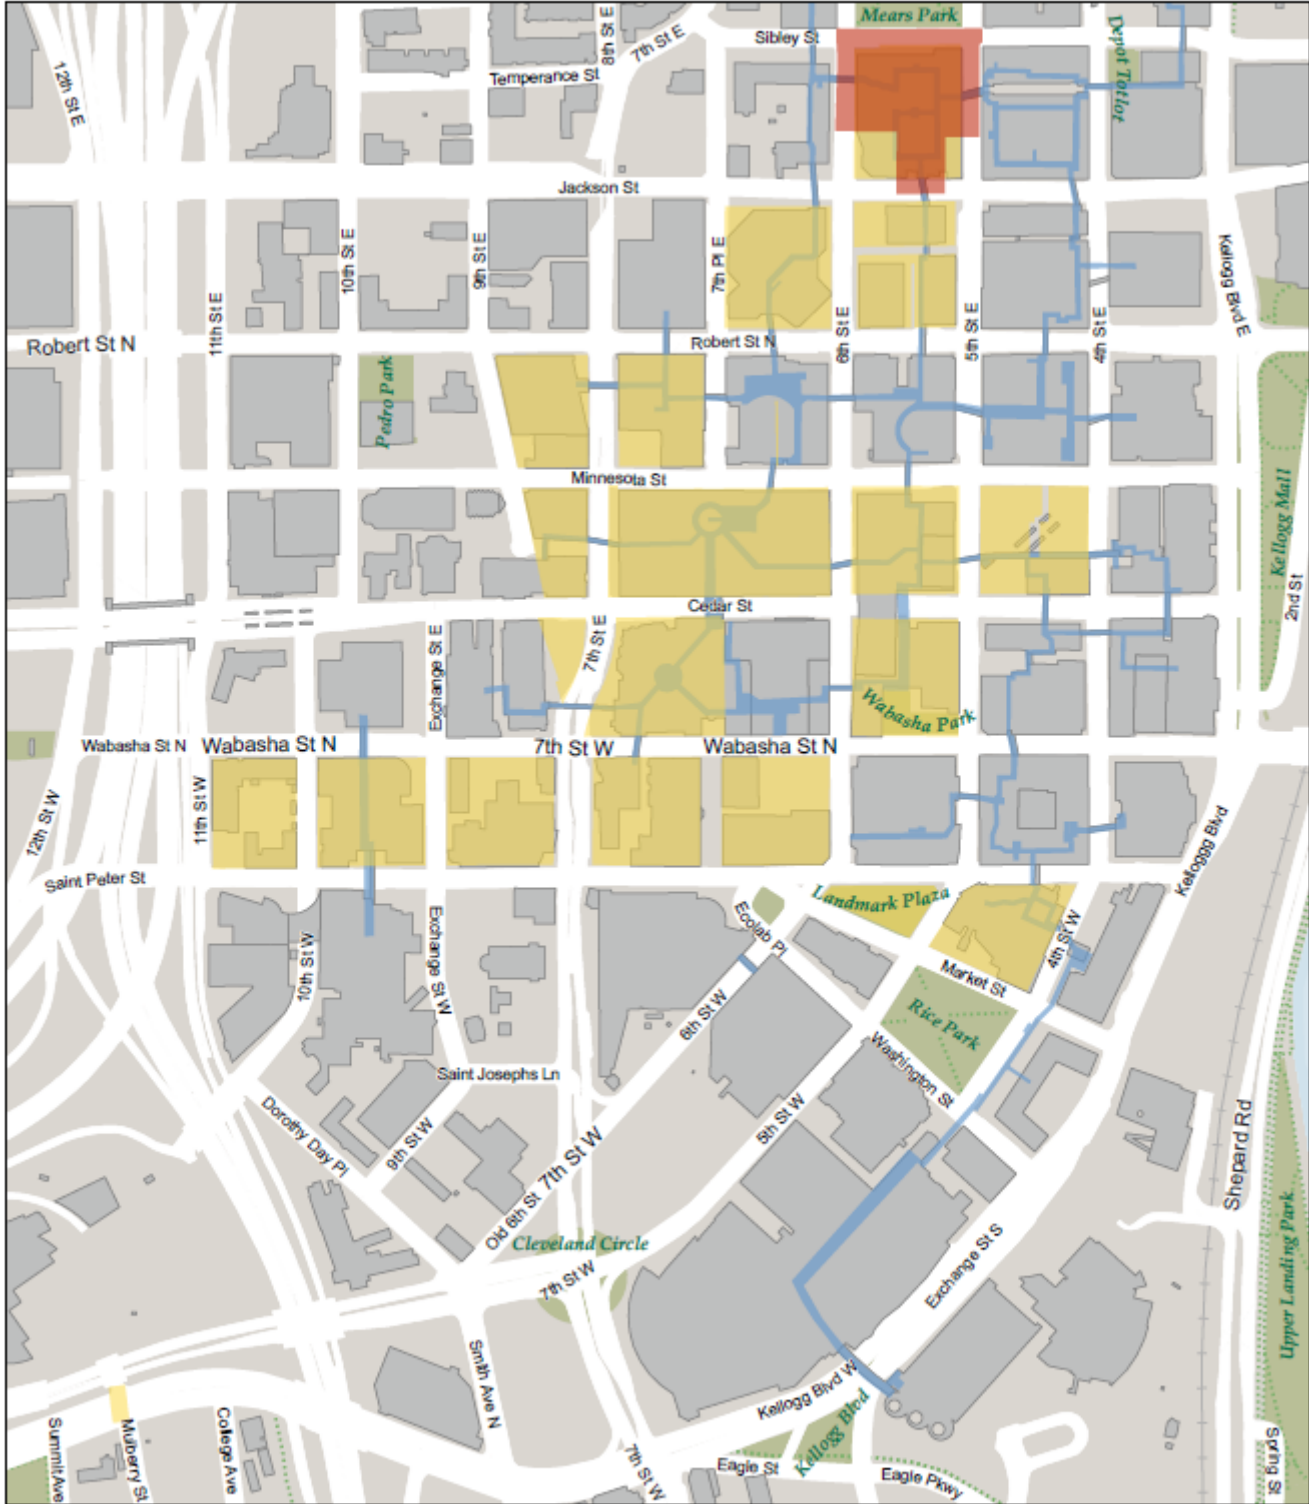 Mears Park
Sibley St
8th St E
7th St E
Depot Totlot
12th St E
Temperance St
Jackson St
10th St E
9th St E
7th Pl E
Kellogg Blvd E
11th St E
6th St E
5th St E
4th St E
Robert St N
Robert St N
Pedro Park
Minnesota St
Kellogg Mall
2nd St
Cedar St
Exchange St E
7th St E
Wabasha Park
Wabasha St N
Wabasha St N
7th St W
Wabasha St N
12th St W
11th St W
Kelloggg Blvd
Saint Peter St
Landmark Plaza
Ecolab Pl
Exchange St W
10th St W
4th St W
Market St
6th St W
Rice Park
Washington St
Saint Josephs Ln
Dorothy Day Pl
9th St W
5th St W
7th St W
Old 6th St
Shepard Rd
Cleveland Circle
7th St W
Exchange St S
Upper Landing Park
Smith Ave N
Kellogg Blvd W
Kellogg Blvd
Summit Ave
Mulberry St
College Ave
7th St W
Eagle St
Eagle Pkwy
Spring St